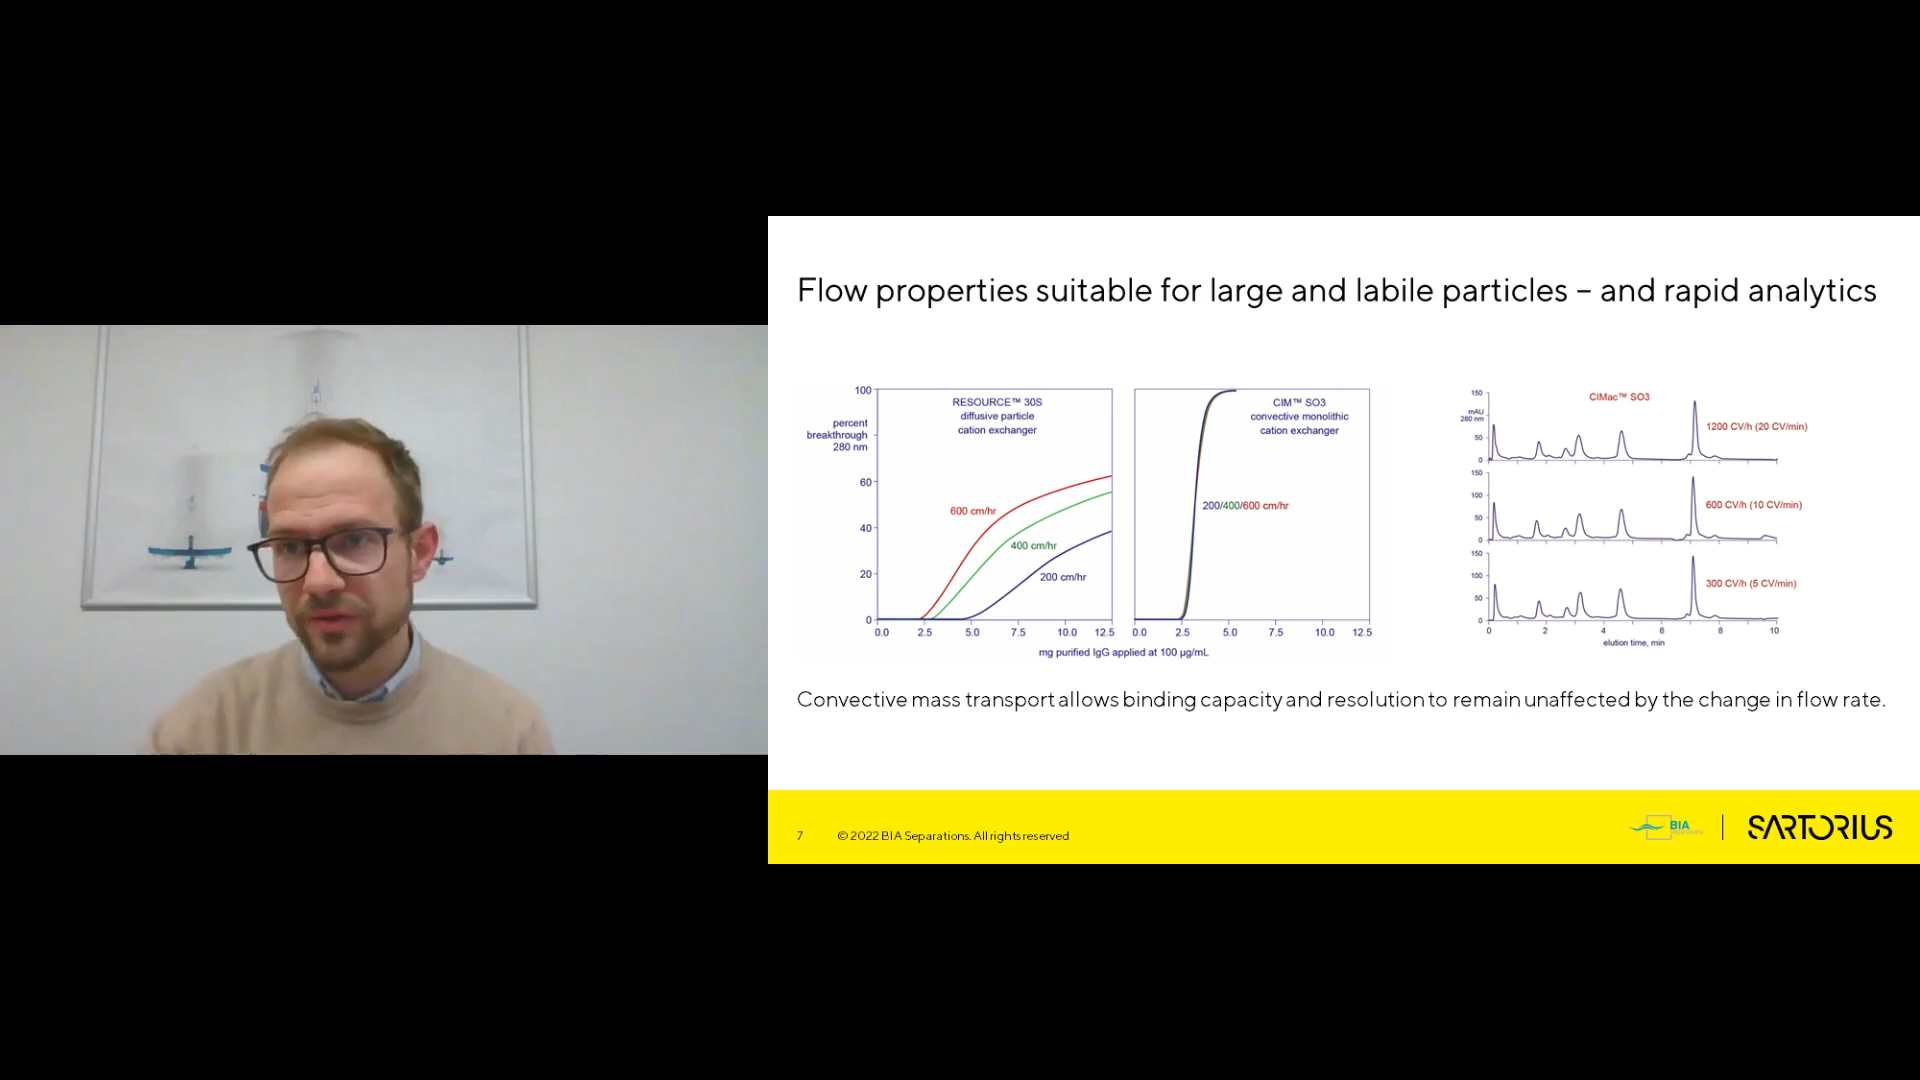 Flow properties suitable for large and labile particles – and rapid analytics
100
percent
breakthrough
280 nm
60
40
20
0
RESOURCE™ 30S
diffusive particle
cation exchanger
600 cm/hr
400 cm/hr
200 cm/hr
0.0 2.5 5.0 7.5 10.0 12.5
CIM™ SO3
convective monolithic
cation exchanger
200/400/600 cm/hr
0.0 2.5 5.0 7.5 10.0 12.5
mg purified IgG applied at 100 µg/mL
CIMac™ SO3
150
mAU
280 nm
50
0
1200 CV/h (20 CV/min)
150
100
50
0
600 CV/h (10 CV/min)
150
100
50
0
300 CV/h (5 CV/min)
0 2 4 6 8 10
elution time, min
Convective mass transport allows binding capacity and resolution to remain unaffected by the change in flow rate.
7
© 2022 BIA Separations. All rights reserved
BIA
SARTORIUS